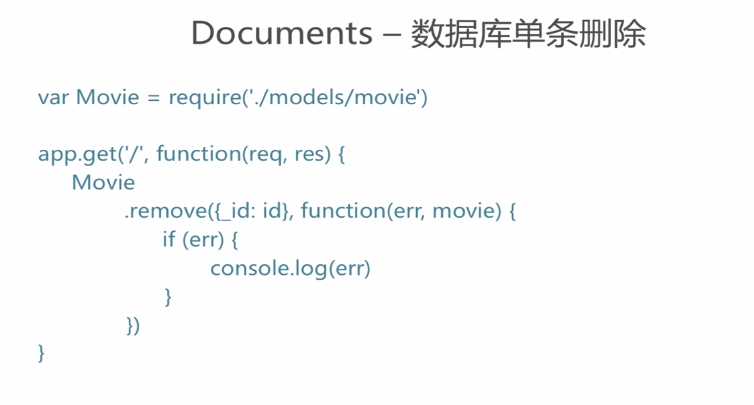 Documents – 数据库单条删除
var Movie = require('./models/movie')
app.get('/', function(req, res) {
Movie
.remove({_id: id}, function(err, movie) {
if (err) {
console.log(err)
}
})
}